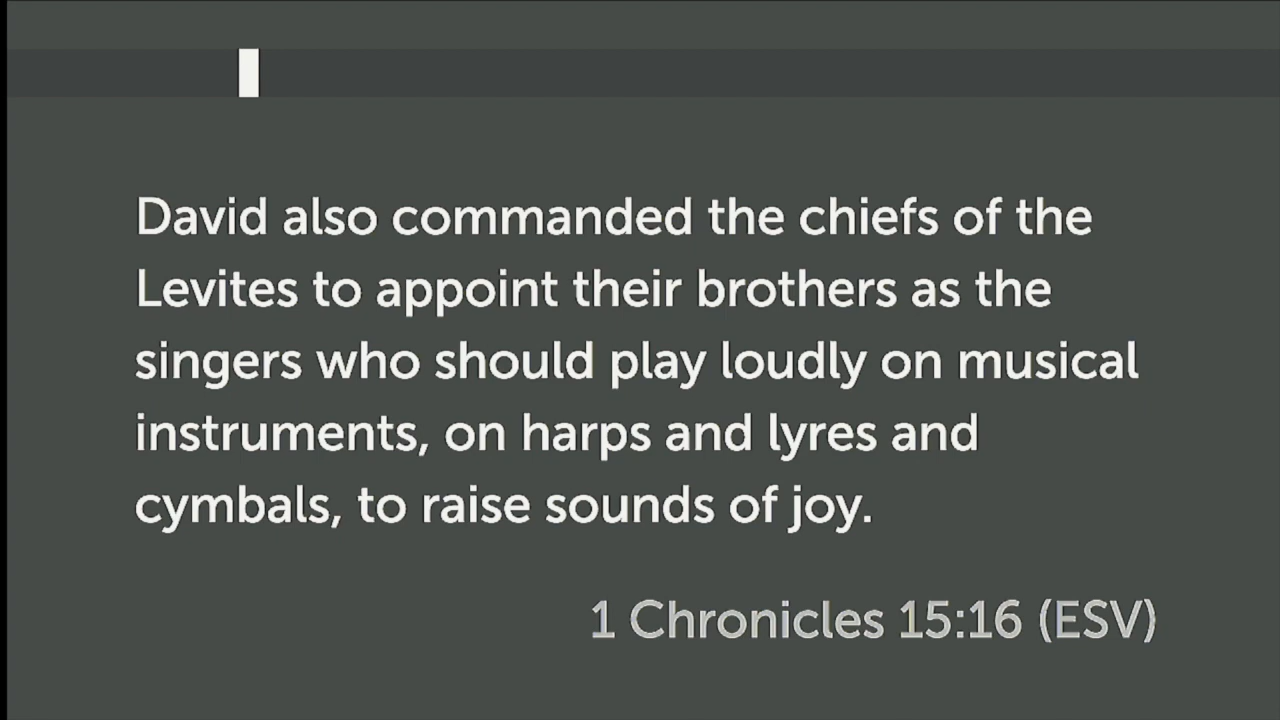 David also commanded the chiefs of the
Levites to appoint their brothers as the
singers who should play loudly on musical
instruments, on harps and lyres and
cymbals, to raise sounds of joy.
1 Chronicles 15:16 (ESV)